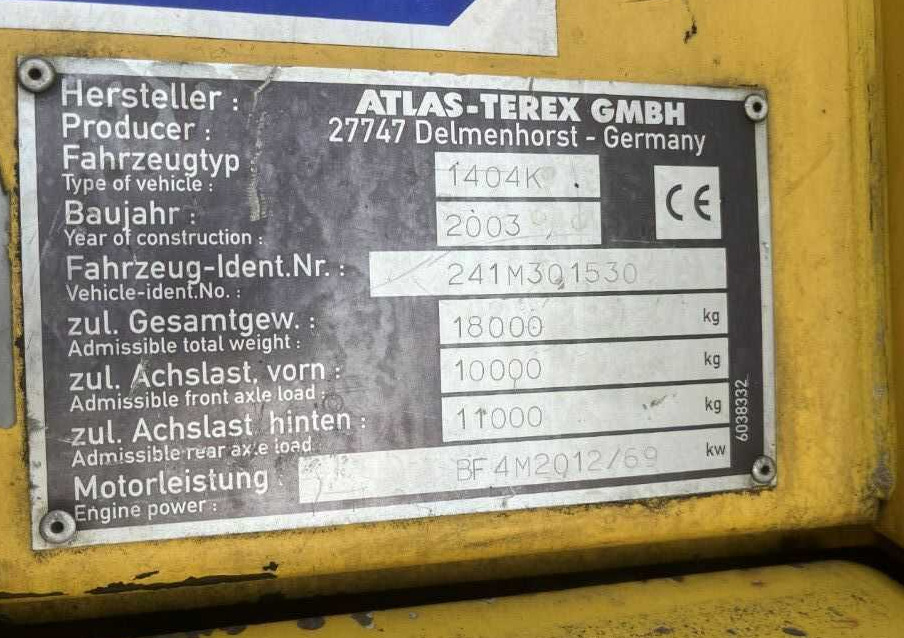 Hersteller : ATLAS-TEREX GMBH
Producer : 27747 Delmenhorst - Germany
Fahrzeugtyp
Type of vehicle : 1404K
Baujahr :
Year of construction : 2003
Fahrzeug-Ident.Nr. : 241M301530
Vehicle-ident.No. :
CE
zul. Gesamtgew. : 18000 kg
Admissible total weight :
zul. Achslast, vorn : 10000 kg
Admissible front axle load :
zul. Achslast hinten : 11000 kg
Admissible rear axle load
Motorleistung BF4M2012/69 kw
Engine power :
6038332